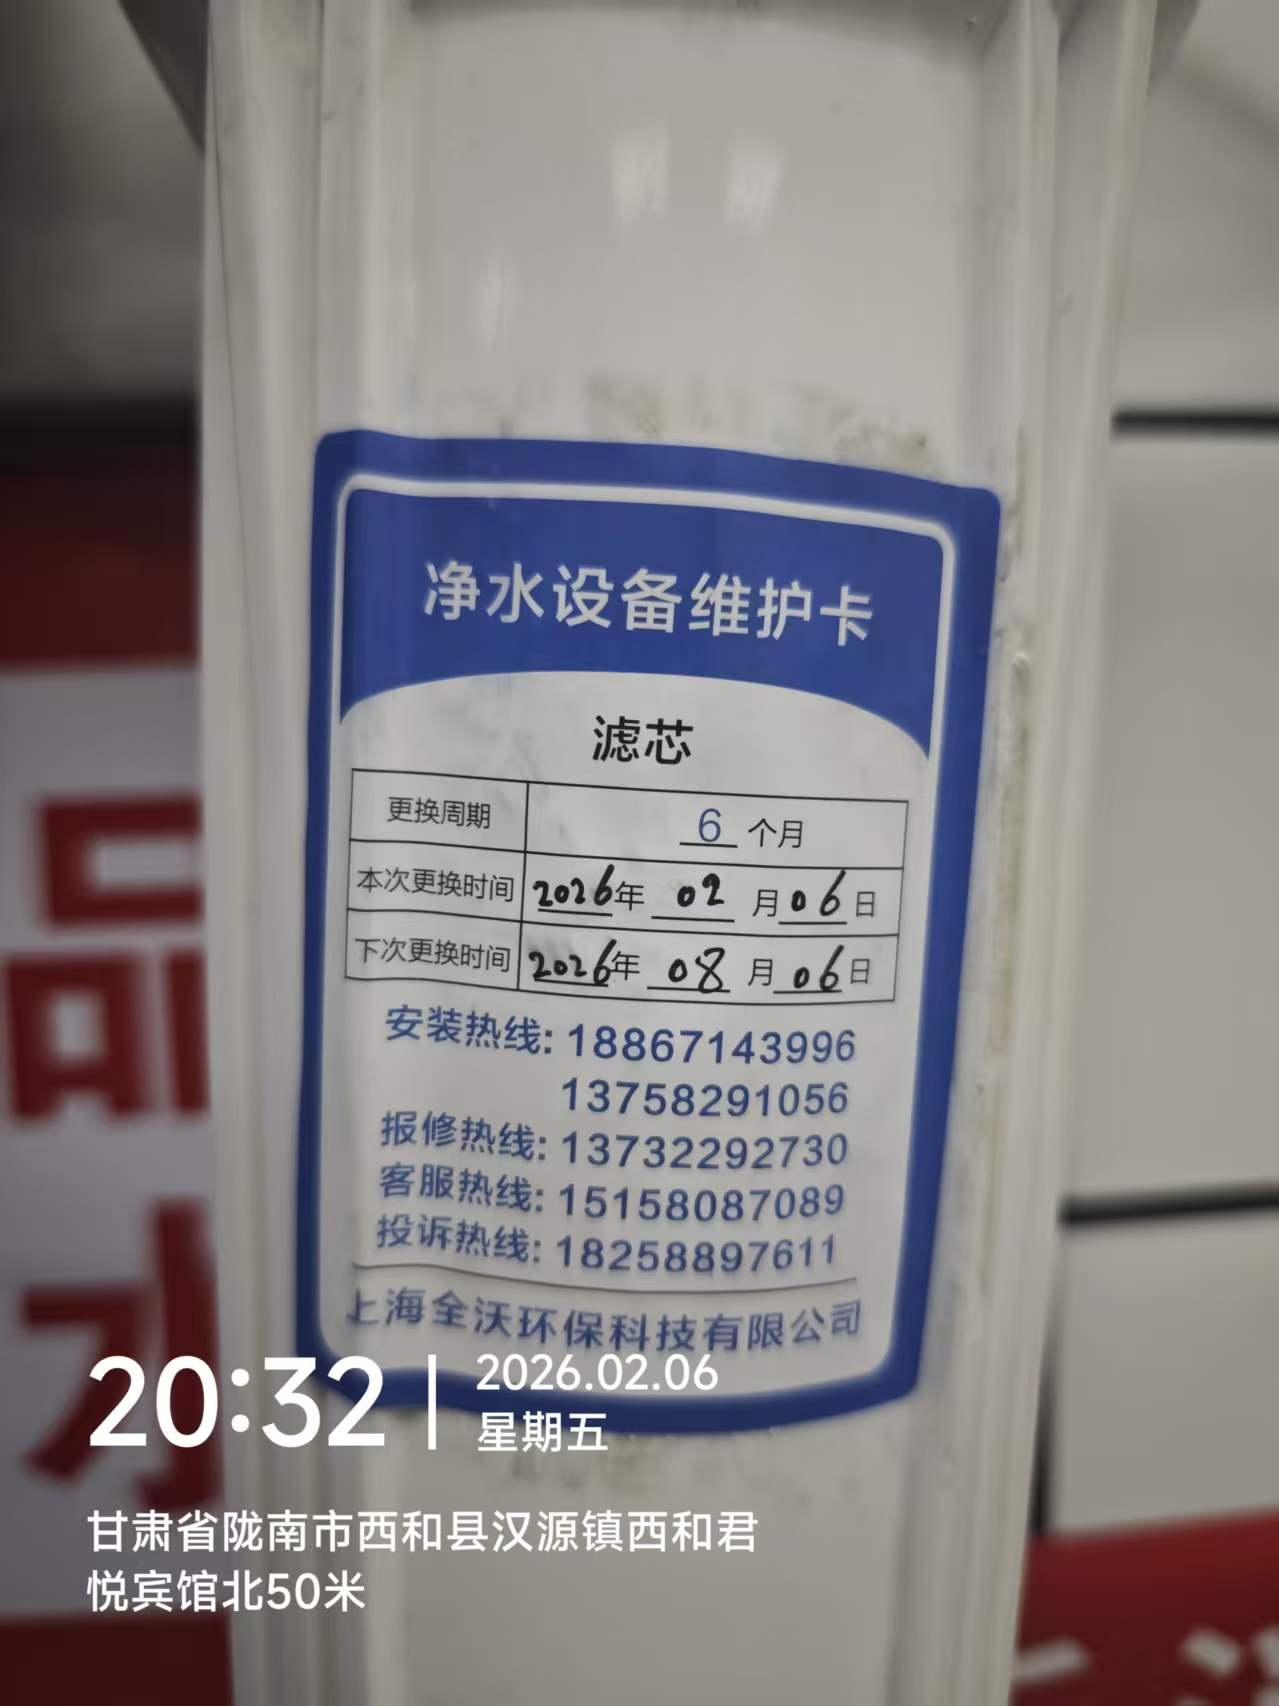 净水设备维护卡
滤芯
更换周期 6 个月
本次更换时间 2026年 02 月 06 日
下次更换时间 2026年 08 月 06 日
安装热线: 18867143996
13758291056
报修热线: 13732292730
客服热线: 15158087089
投诉热线: 18258897611
上海全沃环保科技有限公司
20:32
2026.02.06
星期五
甘肃省陇南市西和县汉源镇西和君
悦宾馆北50米
品
水